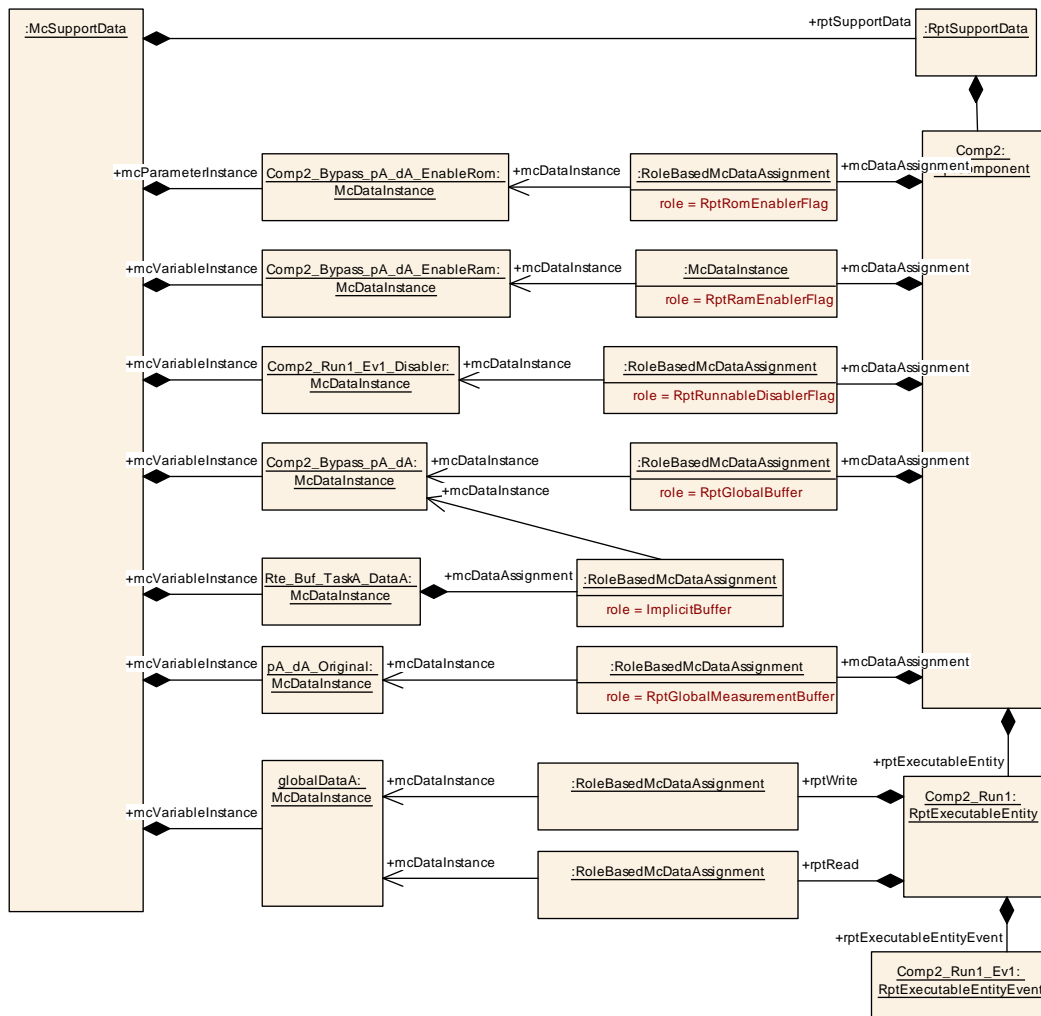 :McSupportData
+rptSupportData
:RptSupportData
Comp2:
+mcParameterInstance
Comp2_Bypass_pA_dA_EnableRom:
McDataInstance
+mcDataInstance
:RoleBasedMcDataAssignment
role = RptRomEnablerFlag
+mcDataAssignment
+mcVariableInstance
Comp2_Bypass_pA_dA_EnableRam:
McDataInstance
+mcDataInstance
:McDataInstance
role = RptRamEnablerFlag
+mcDataAssignment
+mcVariableInstance
Comp2_Run1_Ev1_Disabler:
McDataInstance
+mcDataInstance
:RoleBasedMcDataAssignment
role = RptRunnableDisablerFlag
+mcDataAssignment
+mcVariableInstance
Comp2_Bypass_pA_dA:
McDataInstance
+mcDataInstance
+mcDataInstance
:RoleBasedMcDataAssignment
role = RptGlobalBuffer
+mcDataAssignment
+mcVariableInstance
Rte_Buf_TaskA_DataA:
McDataInstance
+mcDataAssignment
:RoleBasedMcDataAssignment
role = ImplicitBuffer
+mcVariableInstance
pA_dA_Original:
McDataInstance
+mcDataInstance
:RoleBasedMcDataAssignment
role = RptGlobalMeasurementBuffer
+mcDataAssignment
+rptExecutableEntity
+mcVariableInstance
globalDataA:
McDataInstance
+mcDataInstance
:RoleBasedMcDataAssignment
+rptWrite
Comp2_Run1:
RptExecutableEntity
+mcDataInstance
:RoleBasedMcDataAssignment
+rptRead
+rptExecutableEntityEvent
Comp2_Run1_Ev1:
RptExecutableEntityEvent